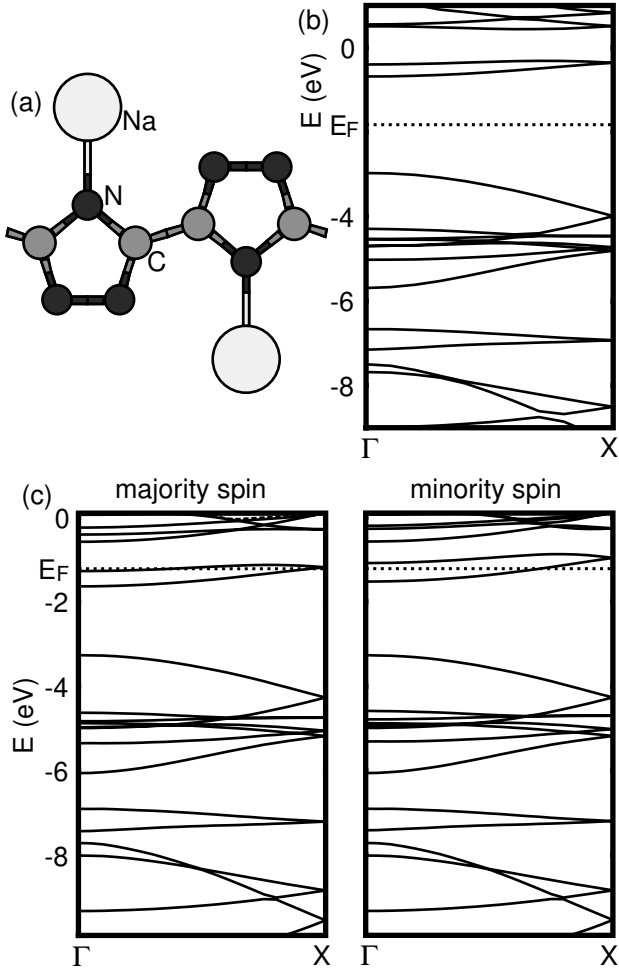 (a)
Na
N
C
(b)
E (eV)
0
EF
-4
-6
-8
Γ X
(c)
majority spin
minority spin
E (eV)
0
EF
-2
-4
-6
-8
Γ X
Γ X